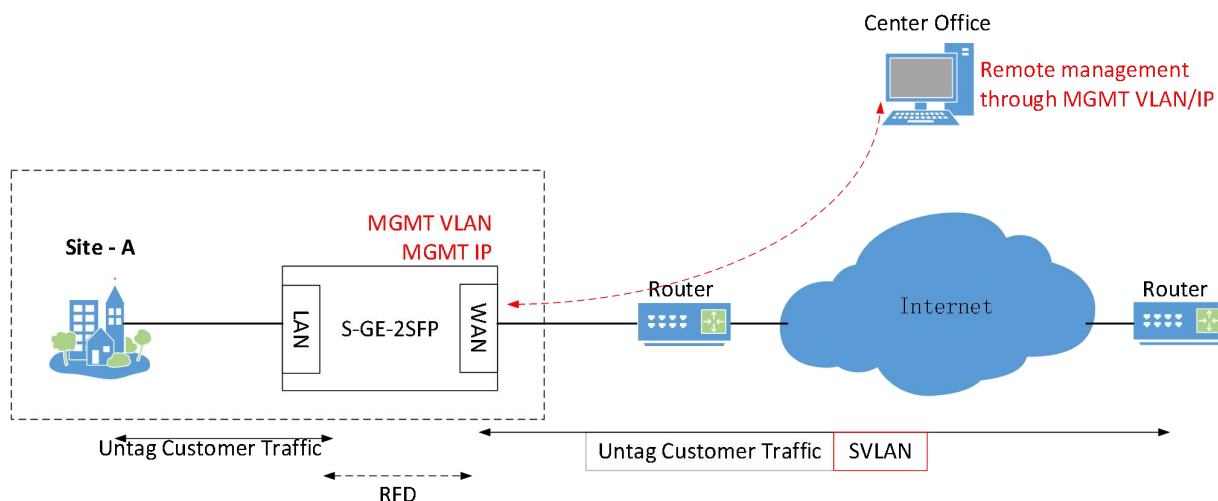 Center Office
Remote management
through MGMT VLAN/IP
MGMT VLAN
MGMT IP
Site - A
LAN
S-GE-2SFP
WAN
Router
Internet
Router
Untag Customer Traffic
Untag Customer Traffic
SVLAN
RFD